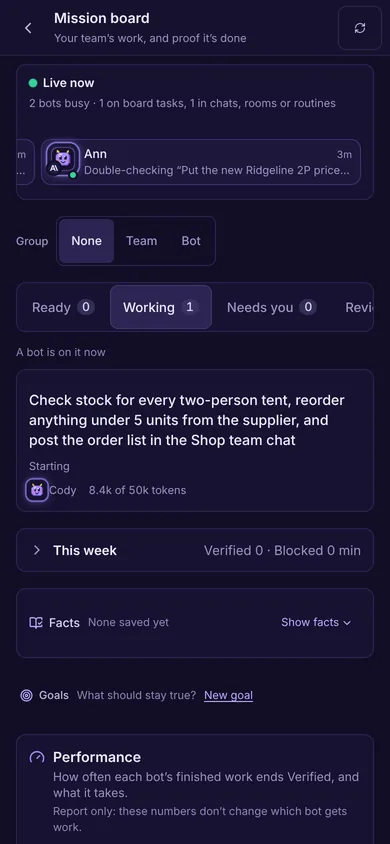 Mission board
Your team's work, and proof it's done
Live now
2 bots busy · 1 on board tasks, 1 in chats, rooms or routines
m
...
Ann
3m
Double-checking “Put the new Ridgeline 2P price...
Group
None
Team
Bot
Ready 0
Working 1
Needs you 0
Revi
A bot is on it now
Check stock for every two-person tent, reorder
anything under 5 units from the supplier, and
post the order list in the Shop team chat
Starting
Cody 8.4k of 50k tokens
This week
Verified 0 · Blocked 0 min
Facts None saved yet
Show facts
Goals What should stay true? New goal
Performance
How often each bot's finished work ends Verified, and
what it takes.
Report only: these numbers don't change which bot gets
work.